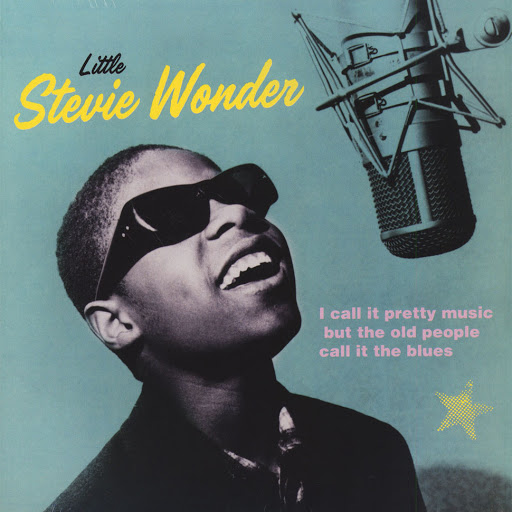 Little
Stevie Wonder
I call it pretty music
but the old people
call it the blues